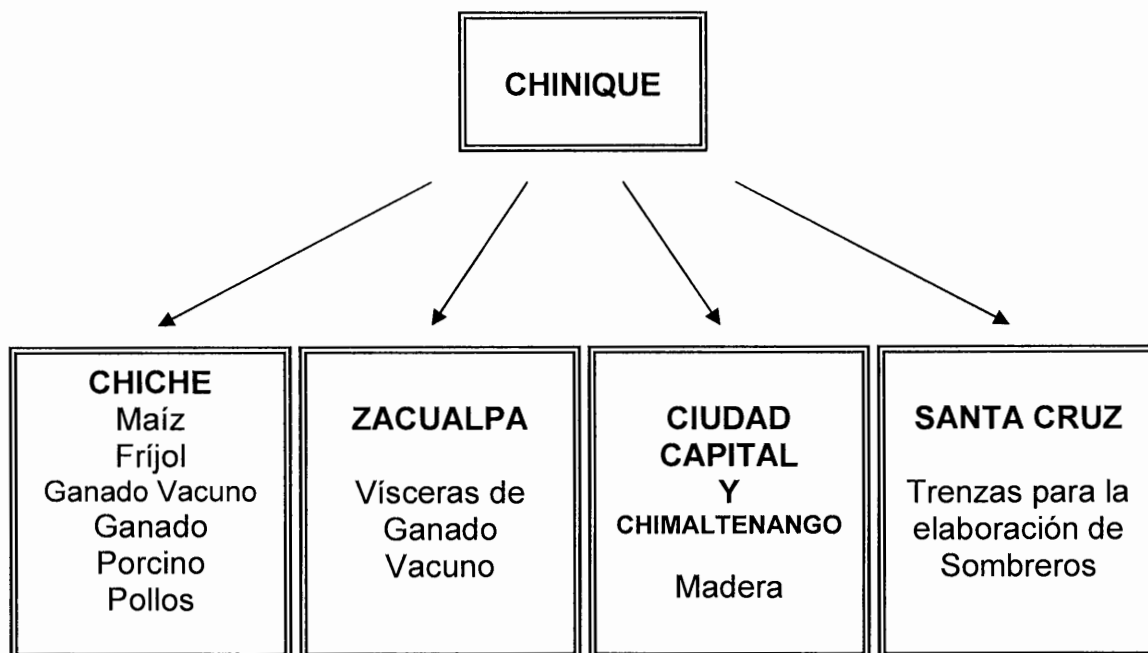 CHINIQUE
CHICHE
Maíz
Fríjol
Ganado Vacuno
Ganado
Porcino
Pollos
ZACUALPA
Vísceras de
Ganado
Vacuno
CIUDAD
CAPITAL
Y
CHIMALTENANGO
Madera
SANTA CRUZ
Trenzas para la
elaboración de
Sombreros